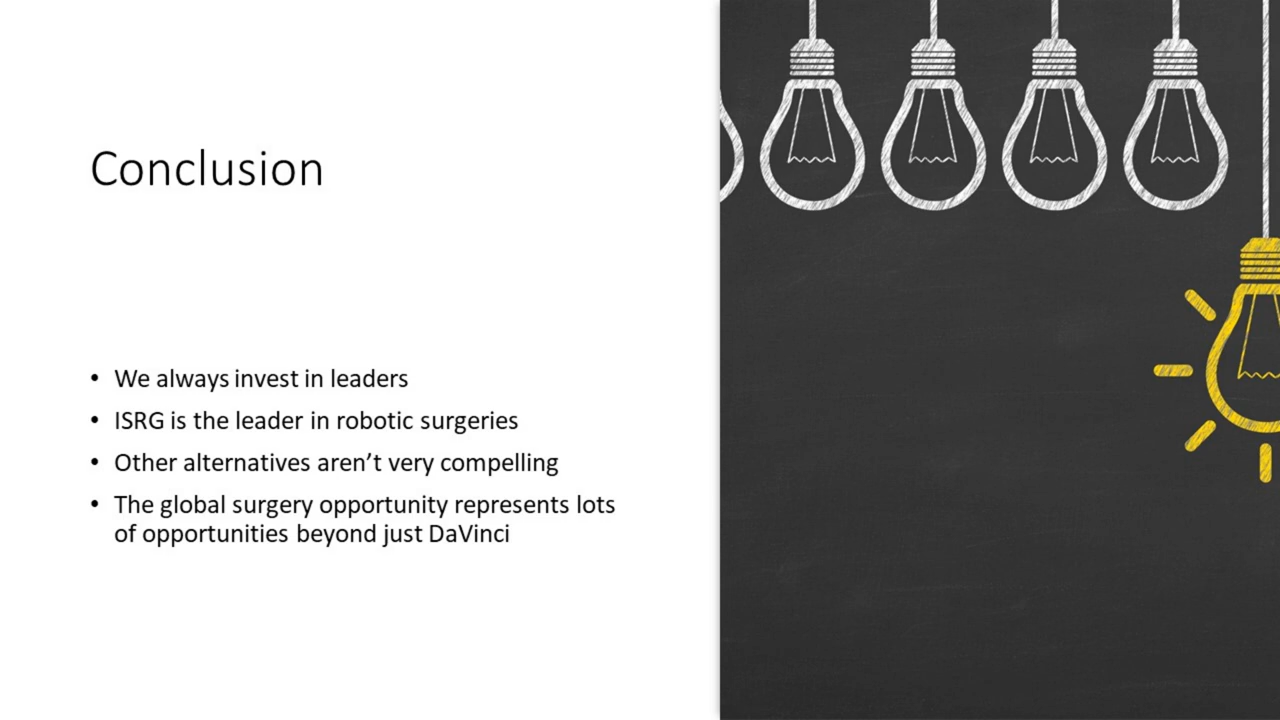 Conclusion
• We always invest in leaders
• ISRG is the leader in robotic surgeries
• Other alternatives aren’t very compelling
• The global surgery opportunity represents lots
of opportunities beyond just DaVinci